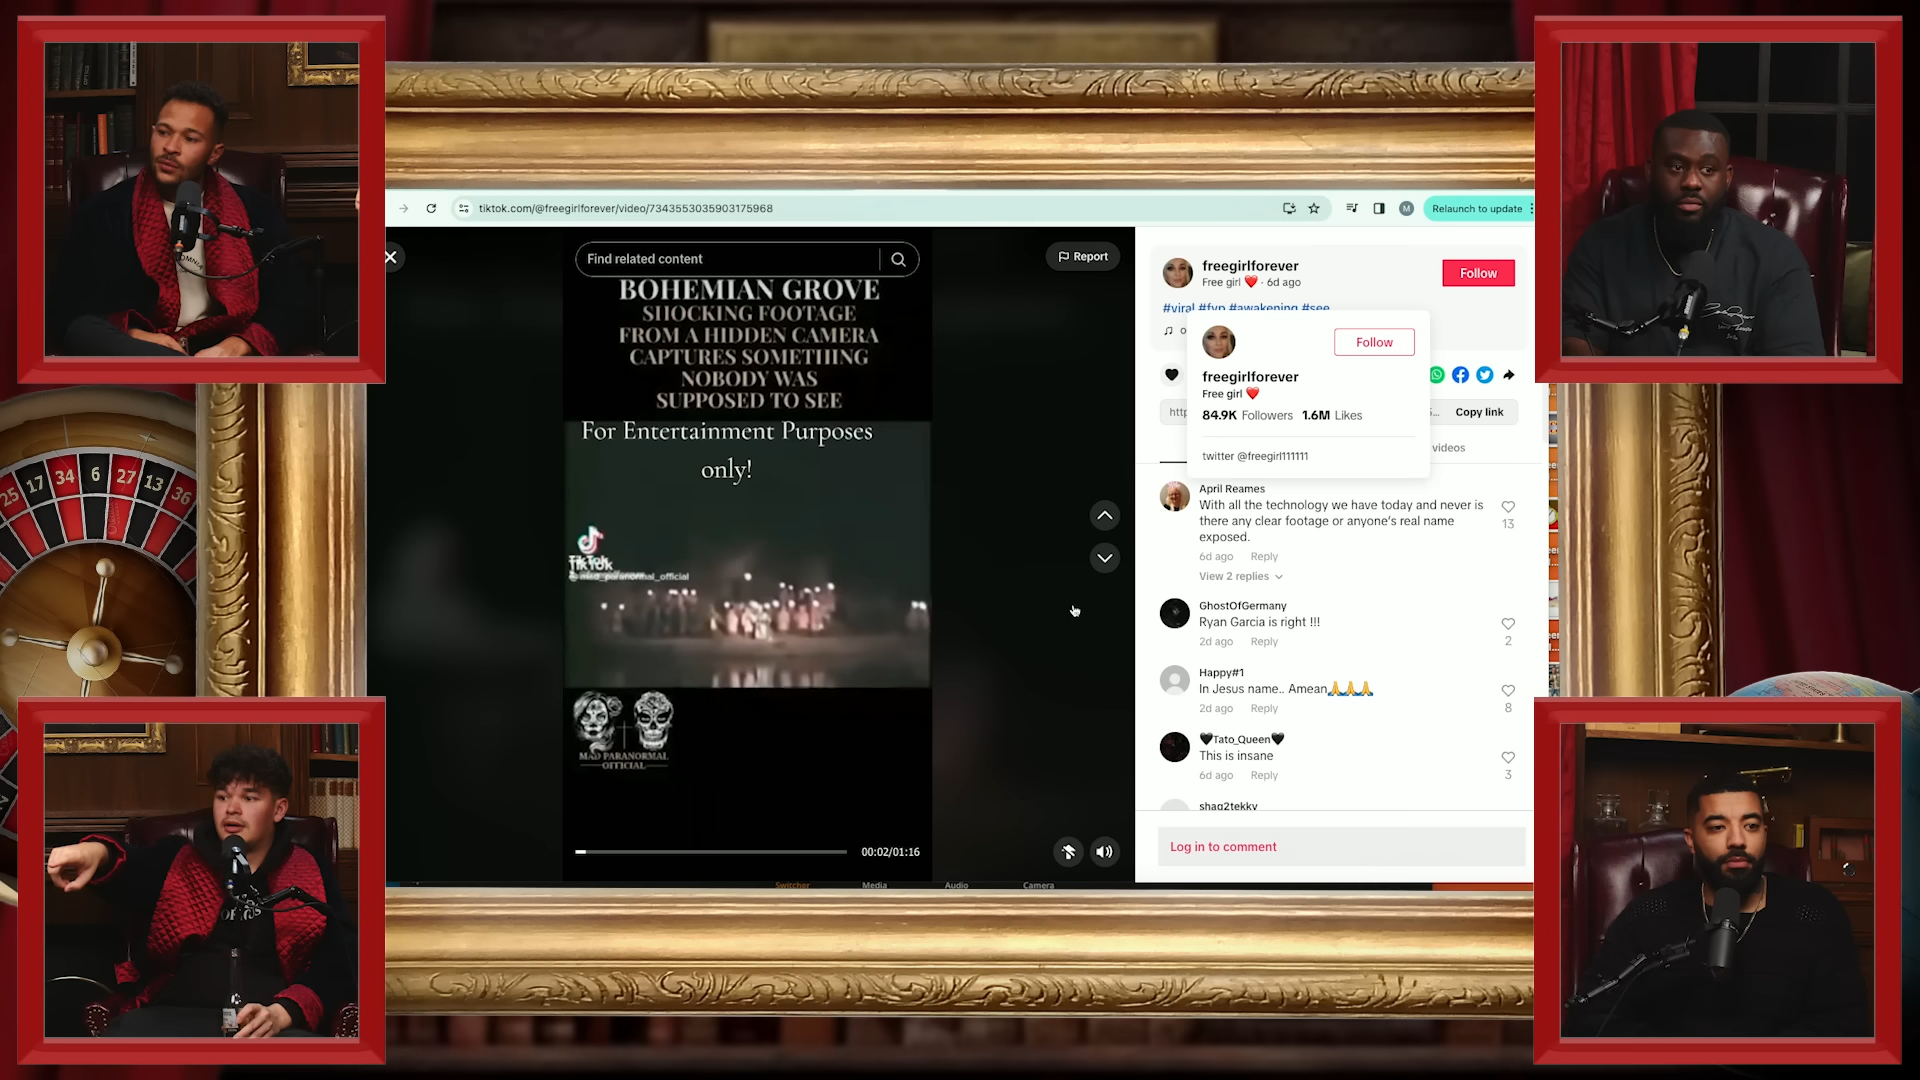 tiktok.com/@freegirlforever/video/7343553035903175968
M
Relaunch to update
Find related content
Report
BOHEMIAN GROVE
SHOCKING FOOTAGE
FROM A HIDDEN CAMERA
CAPTURES SOMETHING
NOBODY WAS
SUPPOSED TO SEE
For Entertainment Purposes
only!
TikTok
@mad_paranormal_official
MAD PARANORMAL
OFFICIAL
00:02/01:16
freegirlforever
Free girl ❤️ · 6d ago
Follow
#viral #fyp #awakening #see
Follow
freegirlforever
Free girl ❤️
84.9K Followers 1.6M Likes
twitter @freegirl111111
Copy link
videos
April Reames
With all the technology we have today and never is
there any clear footage or anyone's real name
exposed.
13
6d ago Reply
View 2 replies
GhostOfGermany
Ryan Garcia is right !!!
2
2d ago Reply
Happy#1
In Jesus name.. Amean🙏🙏🙏
8
2d ago Reply
🖤Tato_Queen🖤
This is insane
3
6d ago Reply
shaq2tekky
Log in to comment
Switcher Media Audio Camera
25 17 34 6 27 13 36